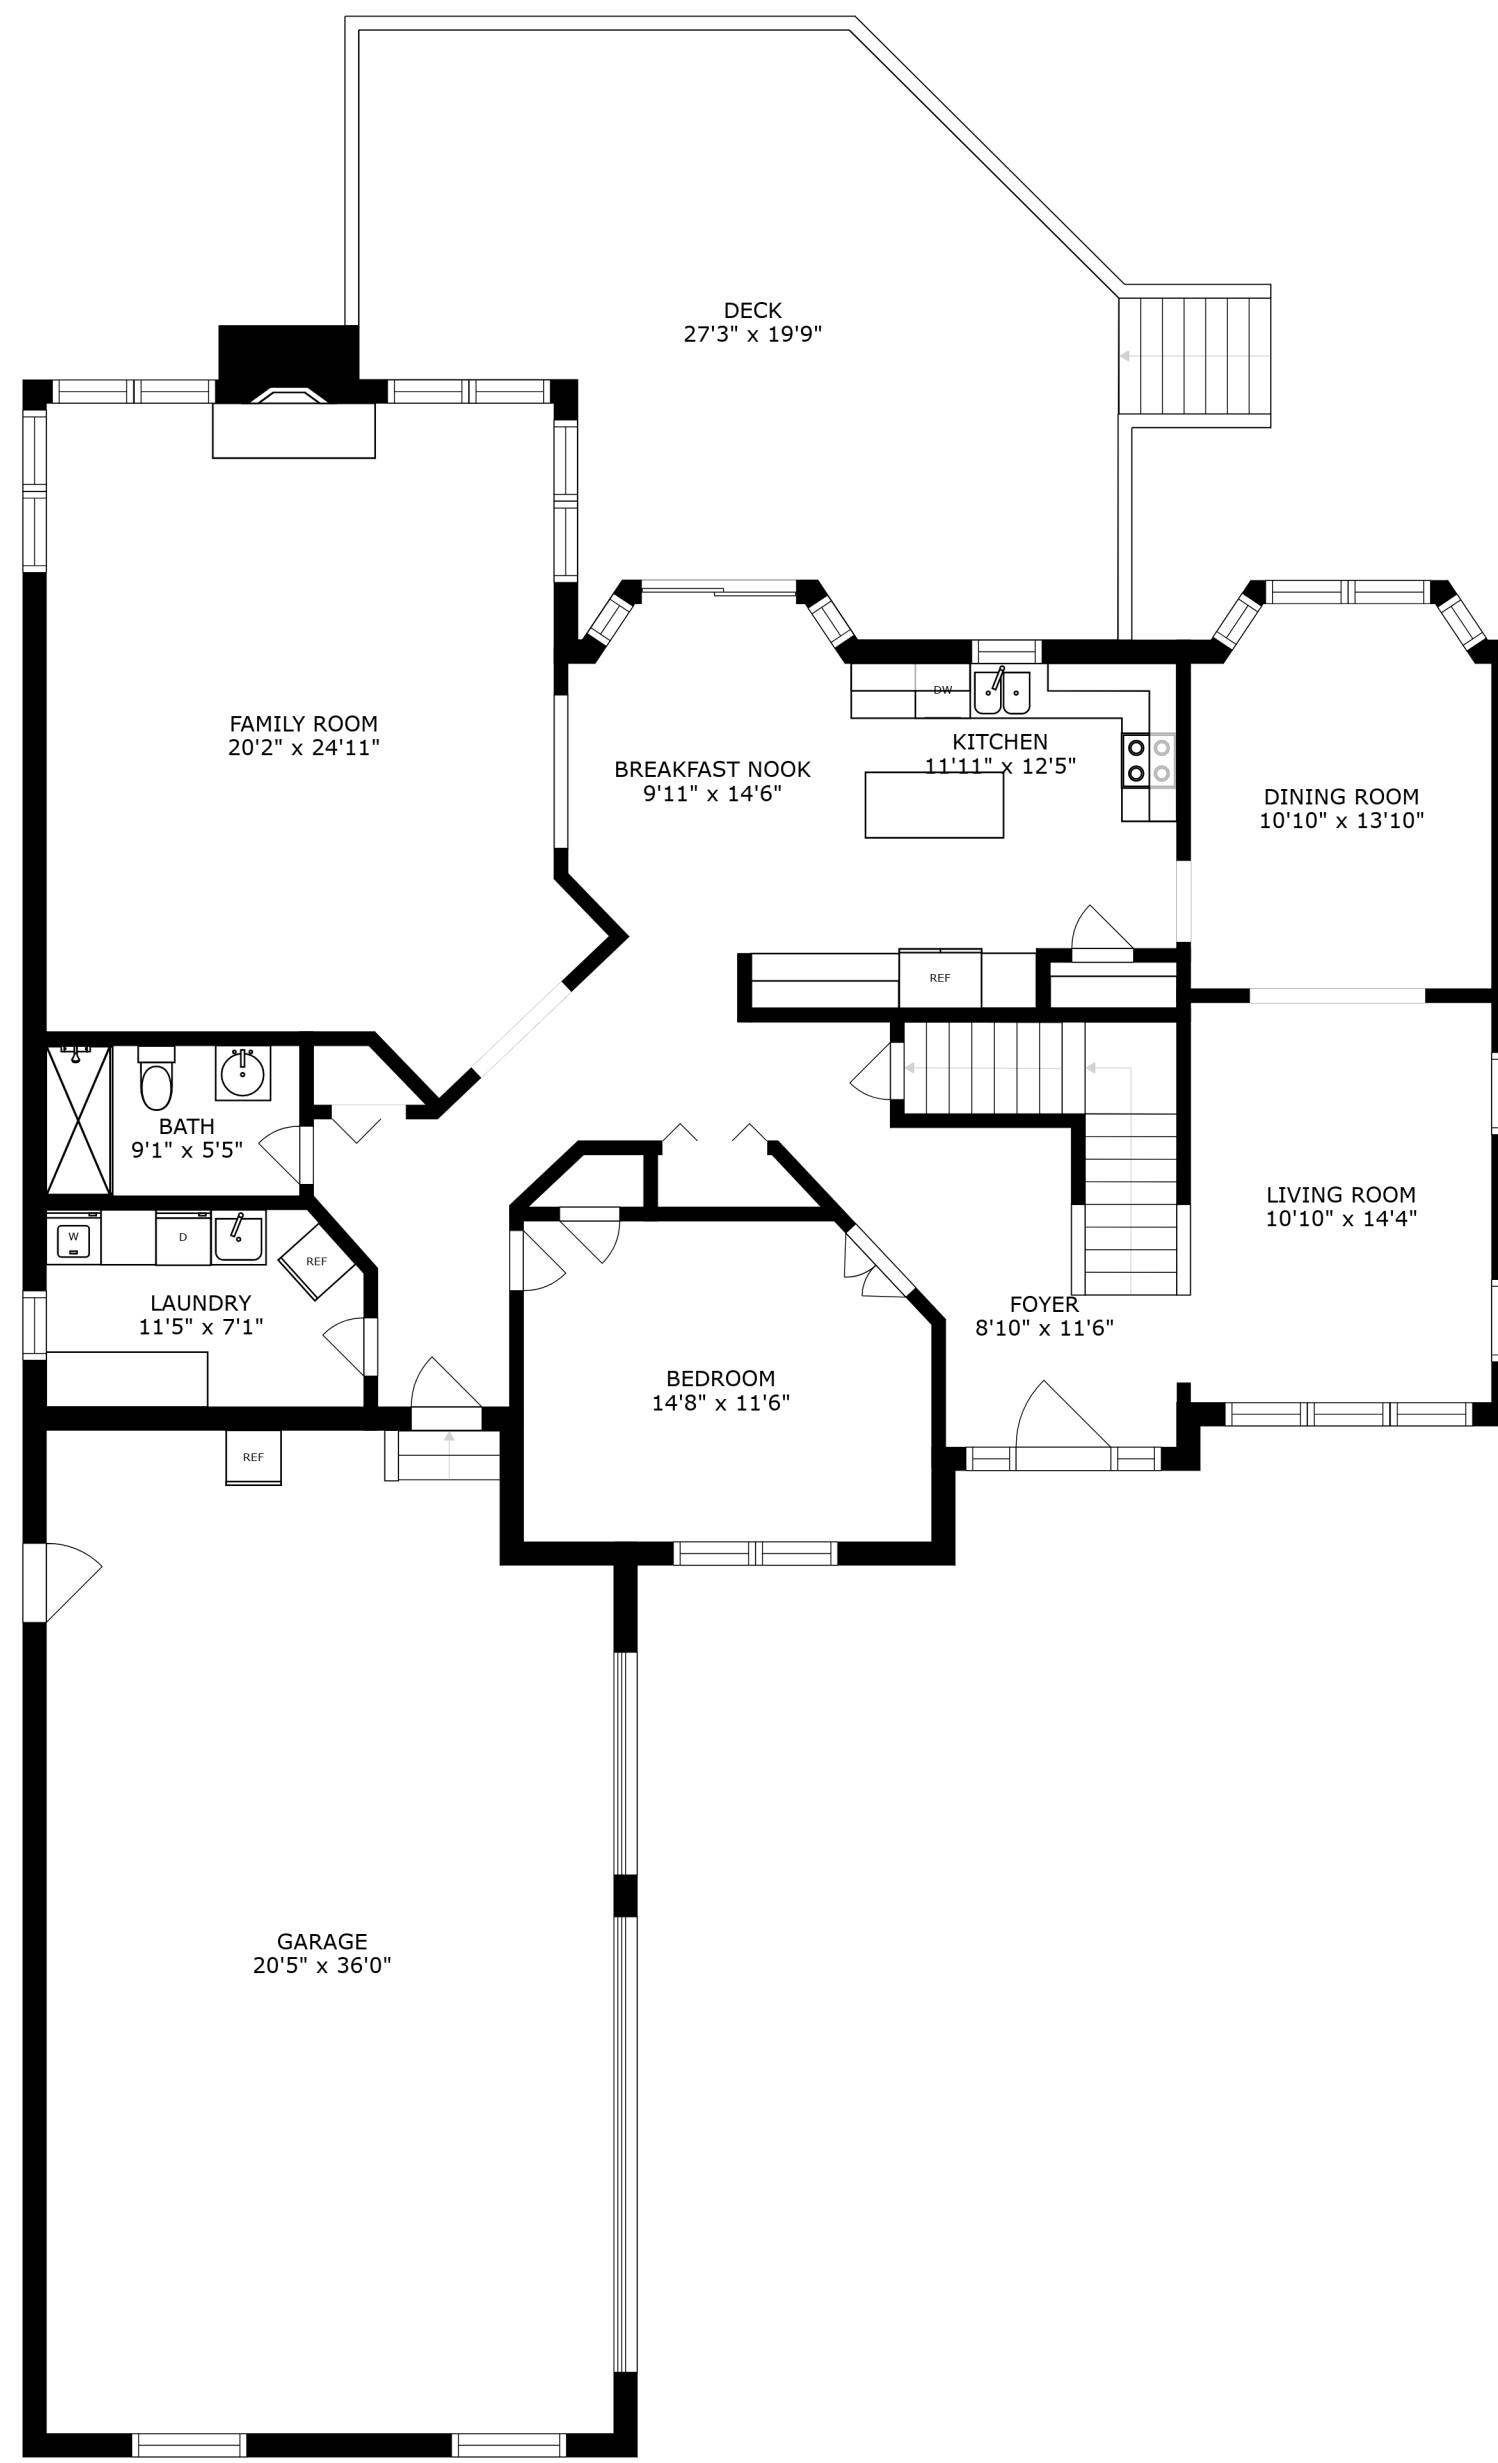 DECK
27'3" x 19'9"
FAMILY ROOM
20'2" x 24'11"
BREAKFAST NOOK
9'11" x 14'6"
DW
KITCHEN
11'11" x 12'5"
DINING ROOM
10'10" x 13'10"
REF
BATH
9'1" x 5'5"
LIVING ROOM
10'10" x 14'4"
W
D
REF
LAUNDRY
11'5" x 7'1"
FOYER
8'10" x 11'6"
BEDROOM
14'8" x 11'6"
REF
GARAGE
20'5" x 36'0"